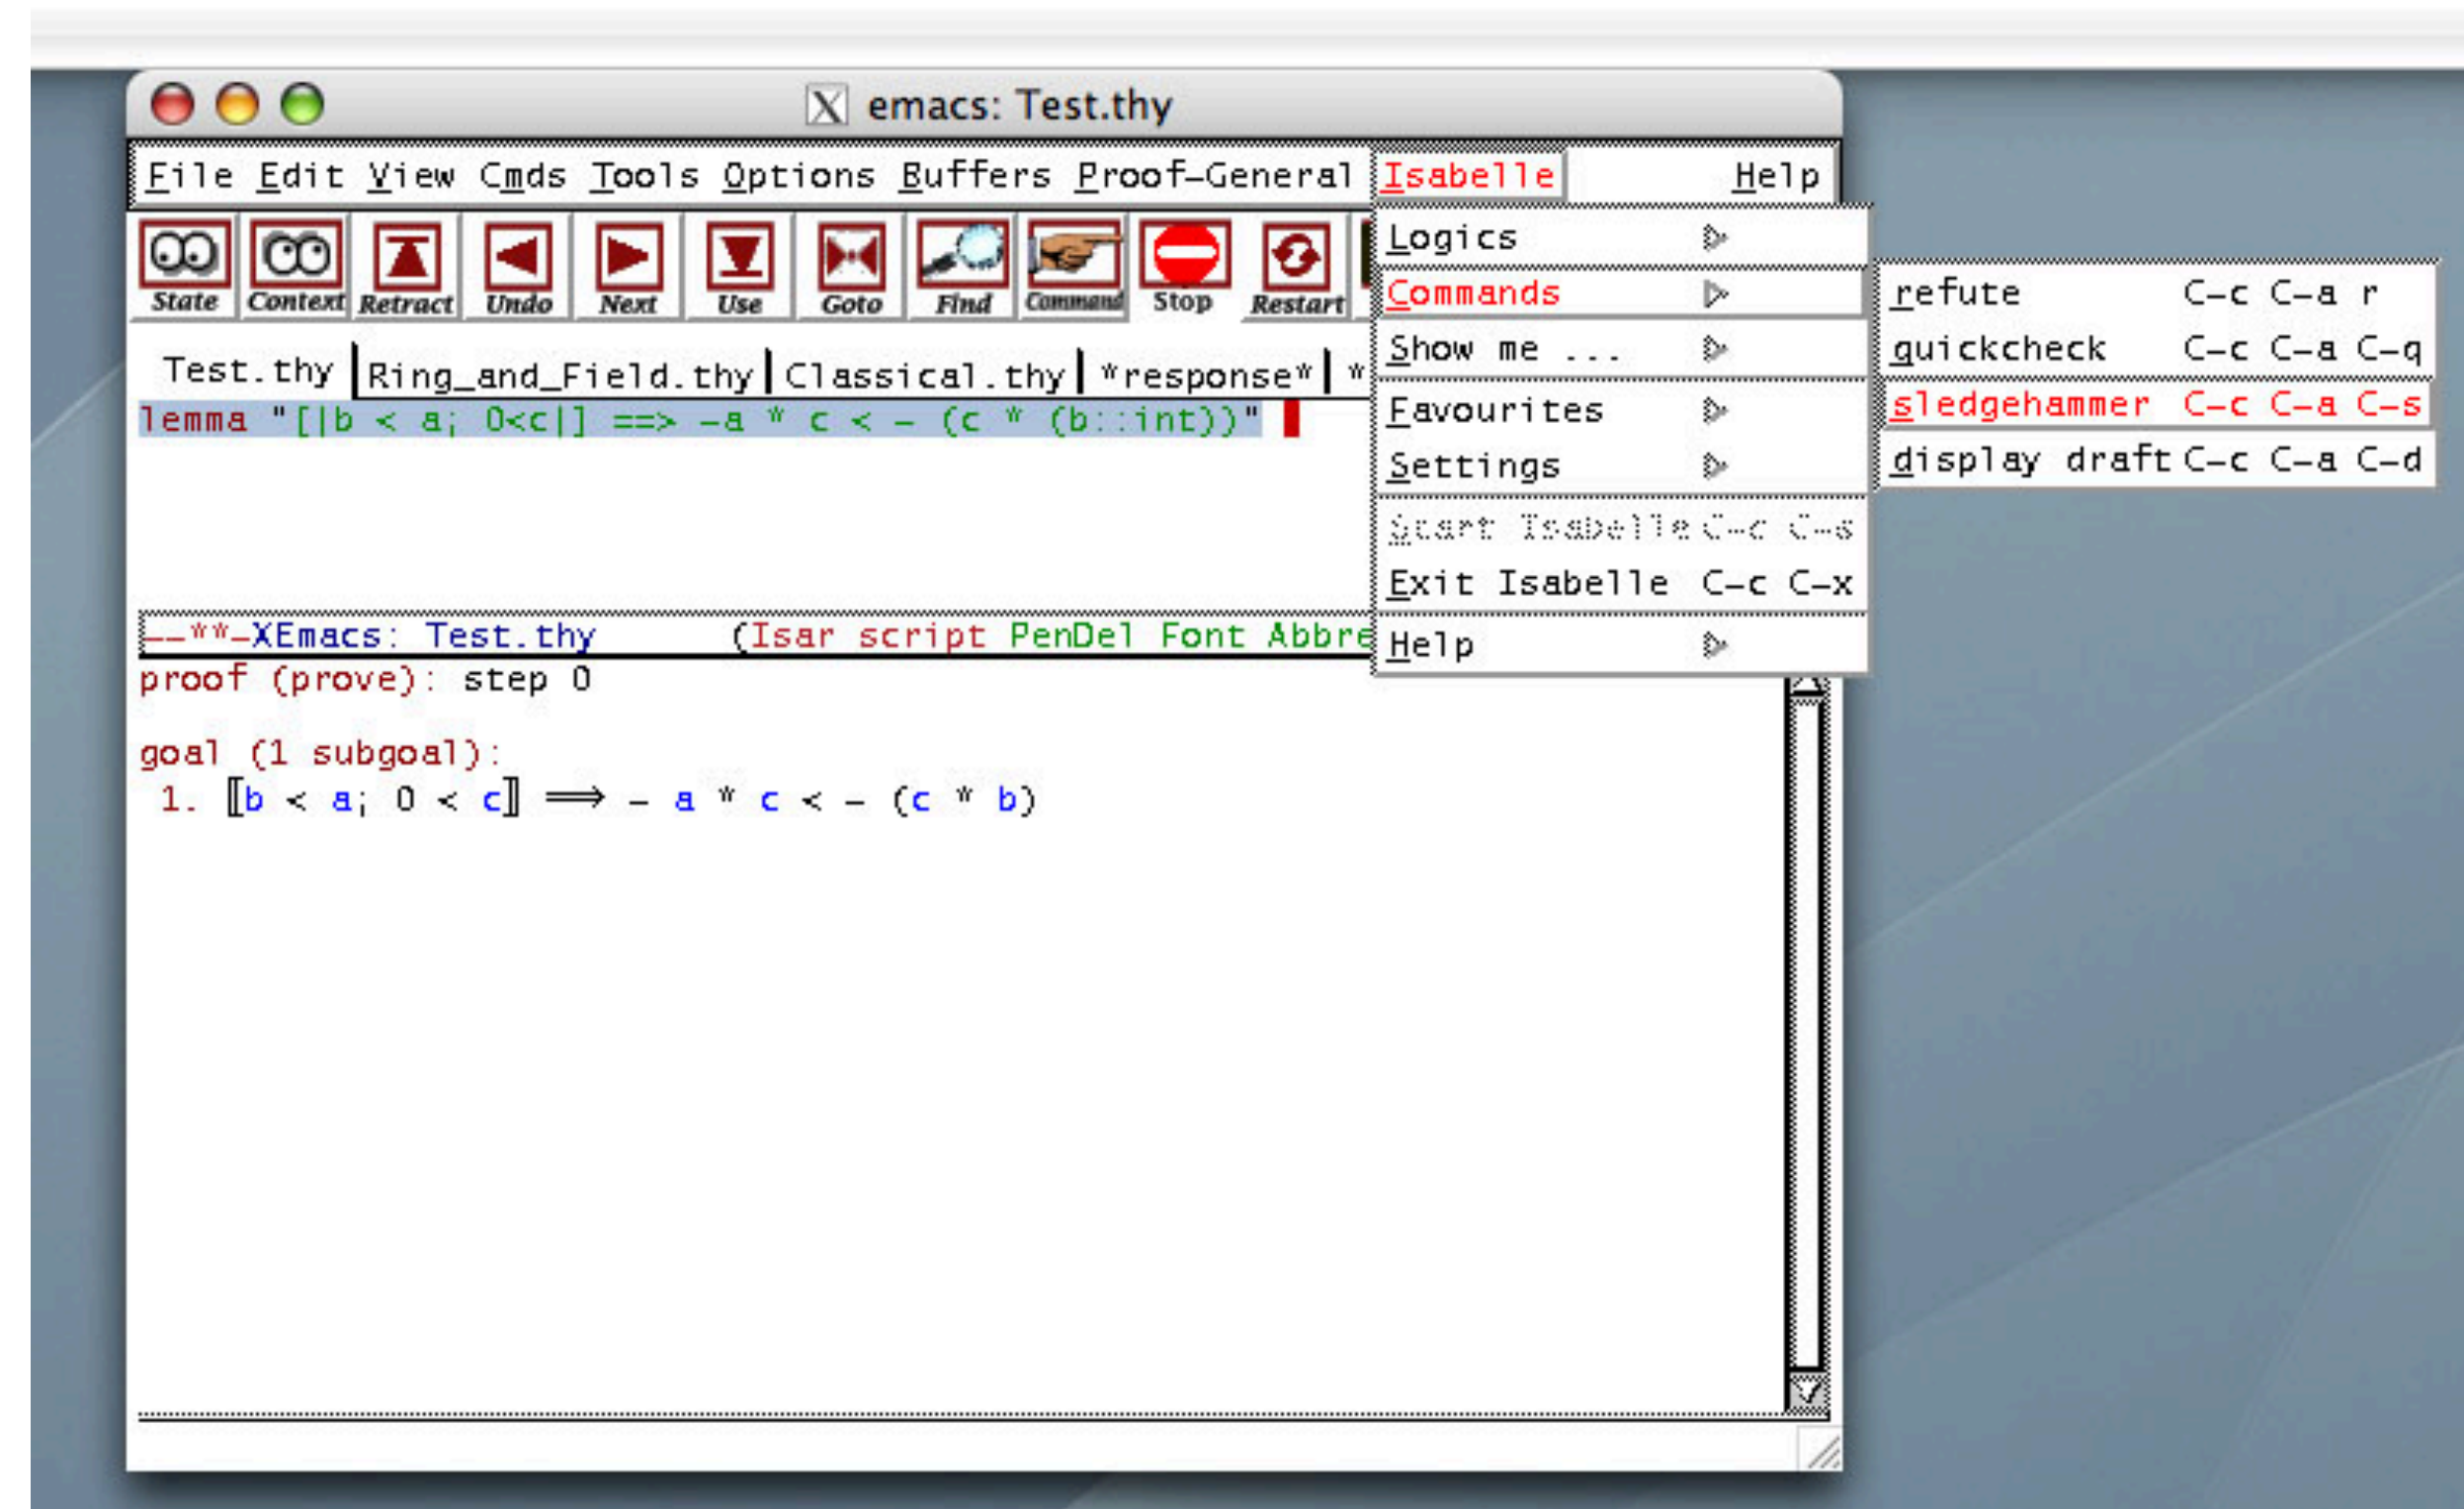 X emacs: Test.thy
File Edit View Cmds Tools Options Buffers Proof-General Isabelle Help
State Context Retract Undo Next Use Goto Find Command Stop Restart
Logics
Commands
Show me ...
Favourites
Settings
Start Isabelle C-c C-s
Exit Isabelle C-c C-x
Help
refute C-c C-a r
quickcheck C-c C-a C-q
sledgehammer C-c C-a C-s
display draft C-c C-a C-d
Test.thy Ring_and_Field.thy Classical.thy *response* *
lemma "[|b < a; 0<c|] ==> -a * c < - (c * (b::int))"
--**-XEmacs: Test.thy (Isar script PenDel Font Abbre
proof (prove): step 0
goal (1 subgoal):
1. ⟦b < a; 0 < c⟧ ⟹ - a * c < - (c * b)